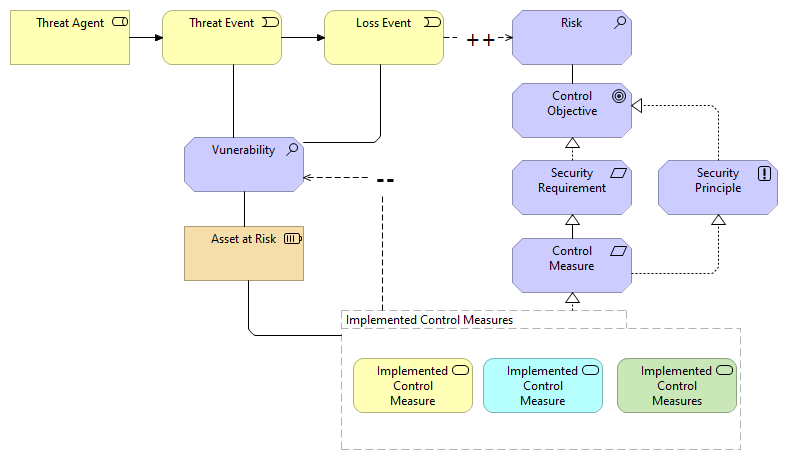 Threat Agent
Threat Event
Loss Event
++
Risk
Control
Objective
Vunerability
--
Security
Requirement
Security
Principle
Asset at Risk
Control
Measure
Implemented Control Measures
Implemented
Control
Measure
Implemented
Control
Measure
Implemented
Control
Measures